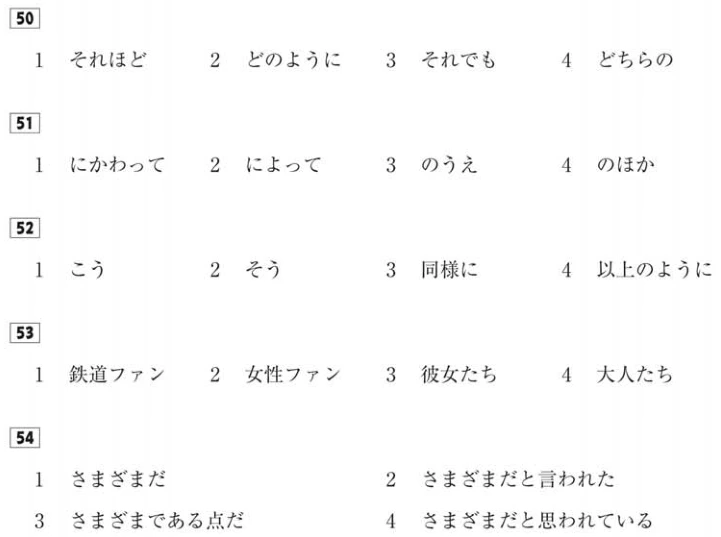 50
1 それほど 2 どのように 3 それでも 4 どちらの
51
1 にかわって 2 によって 3 のうえ 4 のほか
52
1 こう 2 そう 3 同様に 4 以上のように
53
1 鉄道ファン 2 女性ファン 3 彼女たち 4 大人たち
54
1 さまざまだ 2 さまざまだと言われた
3 さまざまである点だ 4 さまざまだと思われている